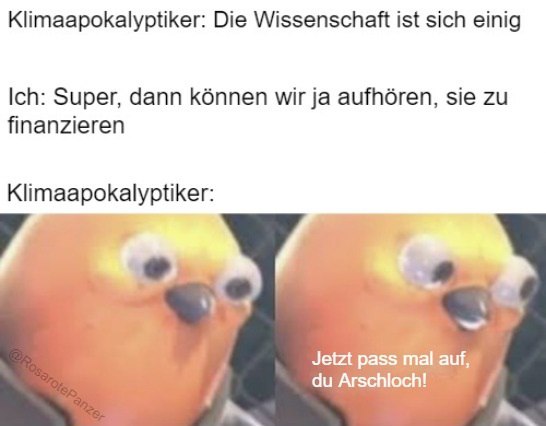 Klimaapokalyptiker: Die Wissenschaft ist sich einig
Ich: Super, dann können wir ja aufhören, sie zu
finanzieren
Klimaapokalyptiker:
@RosarotePanzer
Jetzt pass mal auf,
du Arschloch!